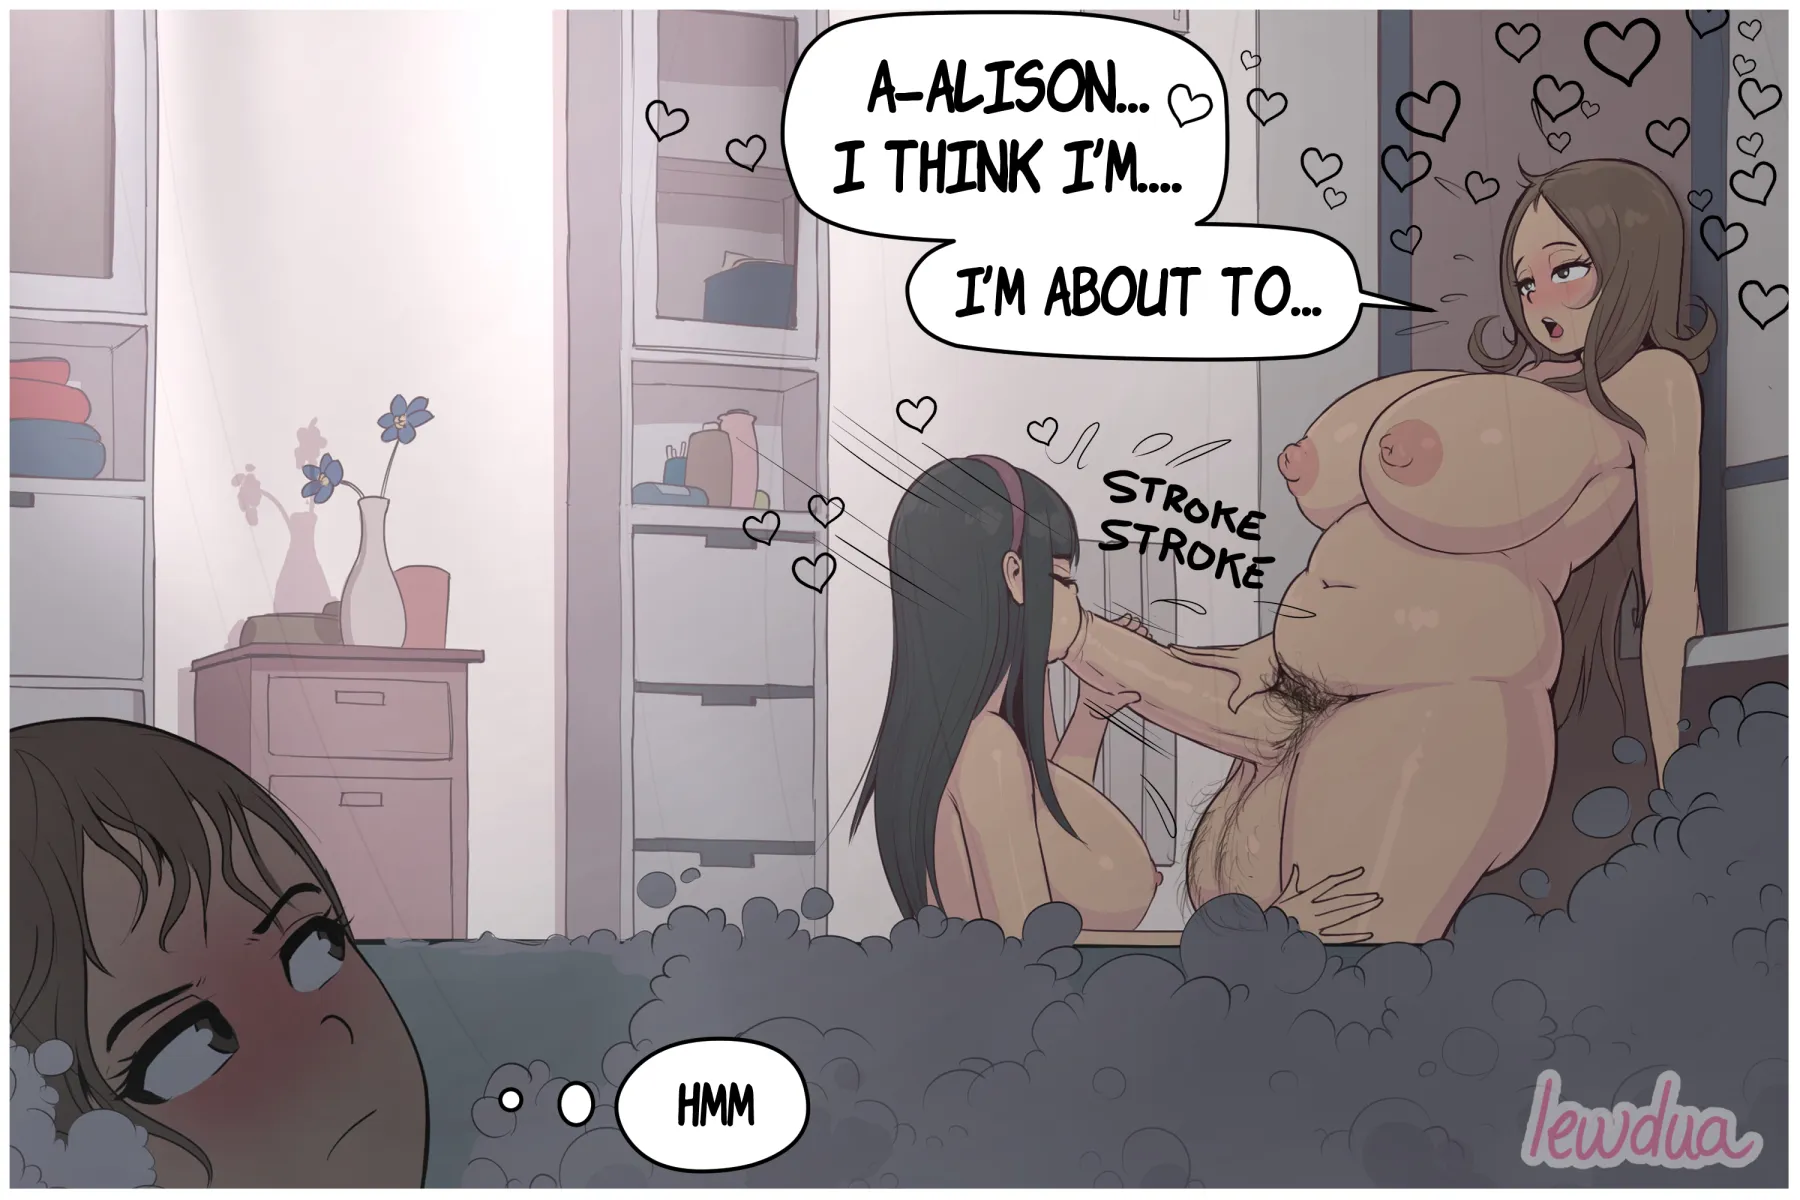 A-ALISON...
I THINK I'M....
I'M ABOUT TO...
STROKE
STROKE
HMM
lewdua